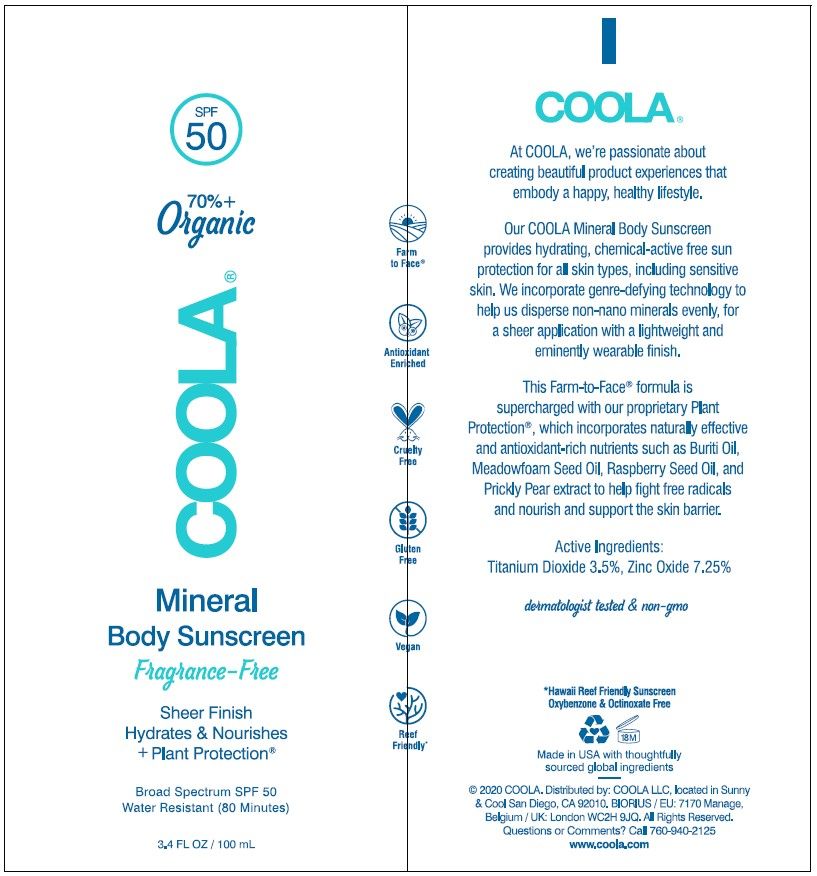 SPF
50
70%+
Organic
COOLA®
Mineral
Body Sunscreen
Fragrance-Free
Sheer Finish
Hydrates & Nourishes
+ Plant Protection®
Broad Spectrum SPF 50
Water Resistant (80 Minutes)
3.4 FL OZ / 100 mL
Farm
to Face®
Antioxidant
Enriched
Cruelty
Free
Gluten
Free
Vegan
Reef
Friendly*
COOLA®
At COOLA, we're passionate about
creating beautiful product experiences that
embody a happy, healthy lifestyle.
Our COOLA Mineral Body Sunscreen
provides hydrating, chemical-active free sun
protection for all skin types, including sensitive
skin. We incorporate genre-defying technology to
help us disperse non-nano minerals evenly, for
a sheer application with a lightweight and
eminently wearable finish.
This Farm-to-Face® formula is
supercharged with our proprietary Plant
Protection®, which incorporates naturally effective
and antioxidant-rich nutrients such as Buriti Oil,
Meadowfoam Seed Oil, Raspberry Seed Oil, and
Prickly Pear extract to help fight free radicals
and nourish and support the skin barrier.
Active Ingredients:
Titanium Dioxide 3.5%, Zinc Oxide 7.25%
dermatologist tested & non-gmo
*Hawaii Reef Friendly Sunscreen
Oxybenzone & Octinoxate Free
18M
Made in USA with thoughtfully
sourced global ingredients
© 2020 COOLA. Distributed by: COOLA LLC, located in Sunny
& Cool San Diego, CA 92010. BIORIUS / EU: 7170 Manage,
Belgium / UK: London WC2H 9JQ. All Rights Reserved.
Questions or Comments? Call 760-940-2125
www.coola.com